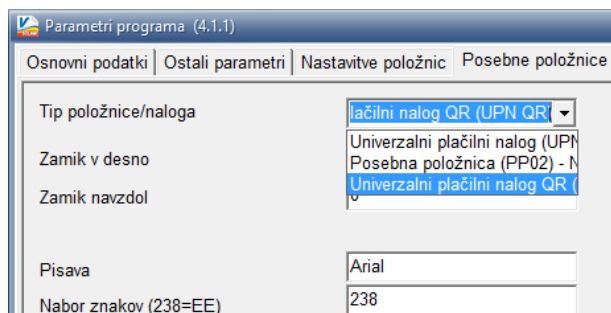 Parametri programa (4.1.1)
Osnovni podatki Ostali parametri Nastavitve položnic Posebne položnice
Tip položnice/naloga lačilni nalog QR (UPN QR)
Univerzalni plačilni nalog (UPN
Zamik v desno Posebna položnica (PP02) - N
Univerzalni plačilni nalog QR (
Zamik navzdol
Pisava Arial
Nabor znakov (238=EE) 238